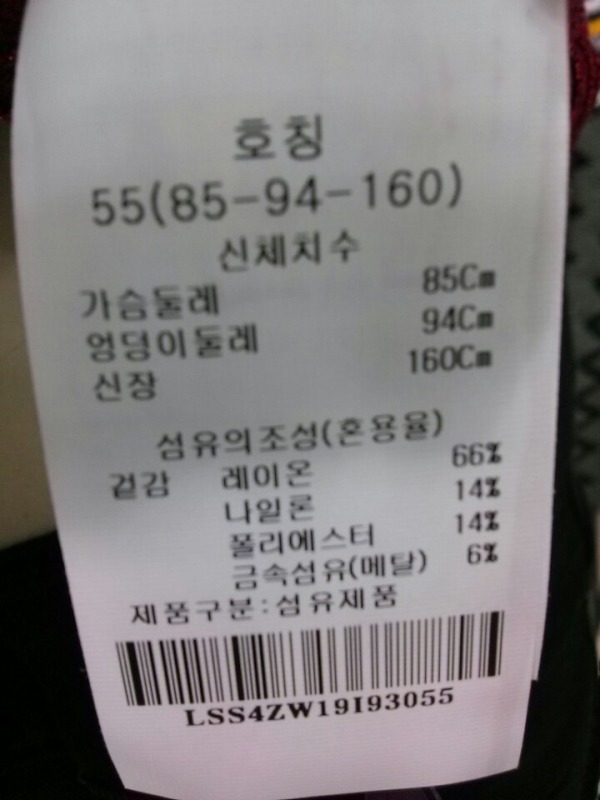 호칭
55(85-94-160)
신체치수
가슴둘레 85Cm
엉덩이둘레 94Cm
신장 160Cm
섬유의조성(혼용율)
겉감 레이온 66%
나일론 14%
폴리에스터 14%
금속섬유(메탈) 6%
제품구분:섬유제품
LSS4ZW19I93055